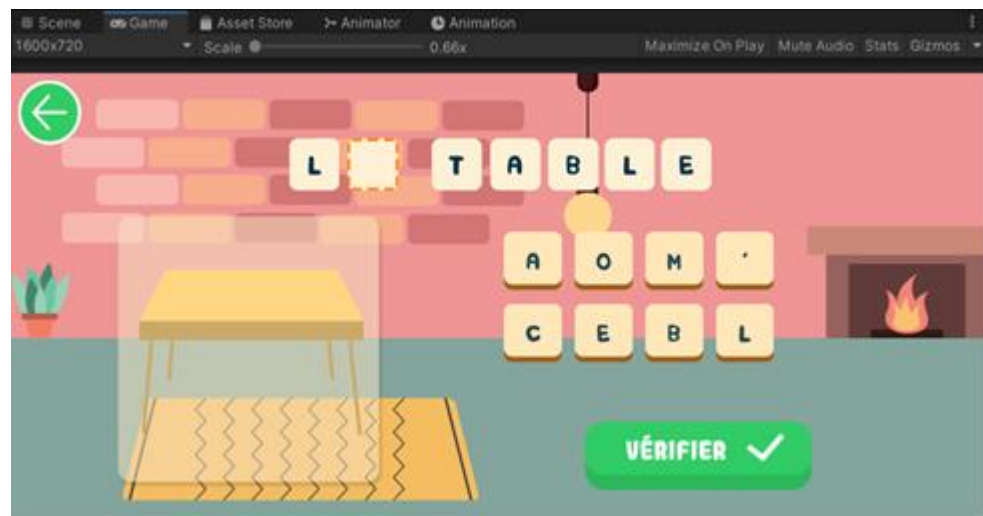 Scene Game Asset Store Animator Animation
1600x720 Scale 0.66x Maximize On Play Mute Audio Stats Gizmos
L TABLE
A O M '
C E B L
VÉRIFIER